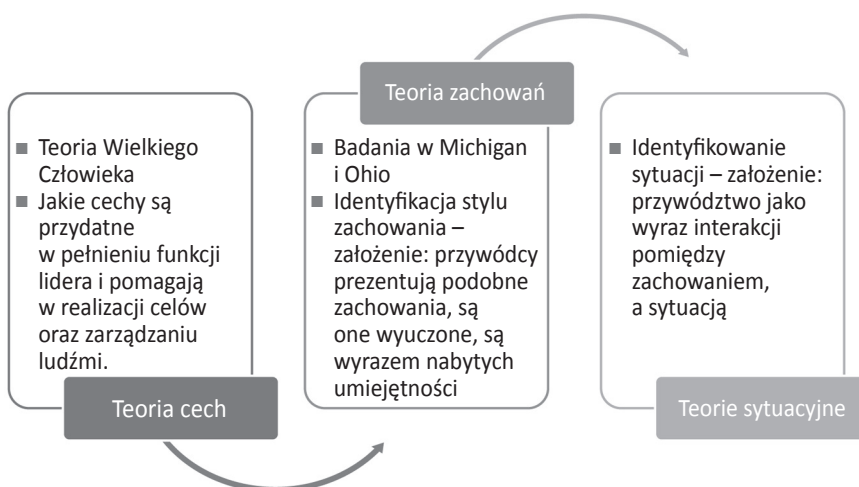 ■ Teoria Wielkiego
Człowieka
■ Jakie cechy są
przydatne
w pełnieniu funkcji
lidera i pomagają
w realizacji celów
oraz zarządzaniu
ludźmi.
Teoria cech
Teoria zachowań
■ Badania w Michigan
i Ohio
■ Identyfikacja stylu
zachowania –
założenie: przywódcy
prezentują podobne
zachowania, są
one wyuczone, są
wyrazem nabytych
umiejętności
■ Identyfikowanie
sytuacji – założenie:
przywództwo jako
wyraz interakcji
pomiędzy
zachowaniem,
a sytuacją
Teorie sytuacyjne